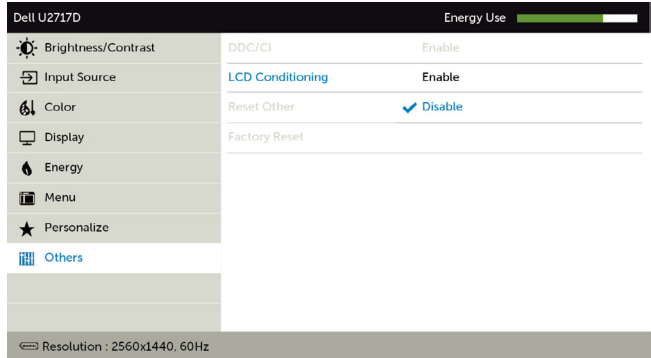 Dell U2717D Energy Use
Brightness/Contrast DDC/CI Enable
Input Source LCD Conditioning Enable
Color Reset Other Disable
Display Factory Reset
Energy
Menu
Personalize
Others
Resolution : 2560x1440, 60Hz